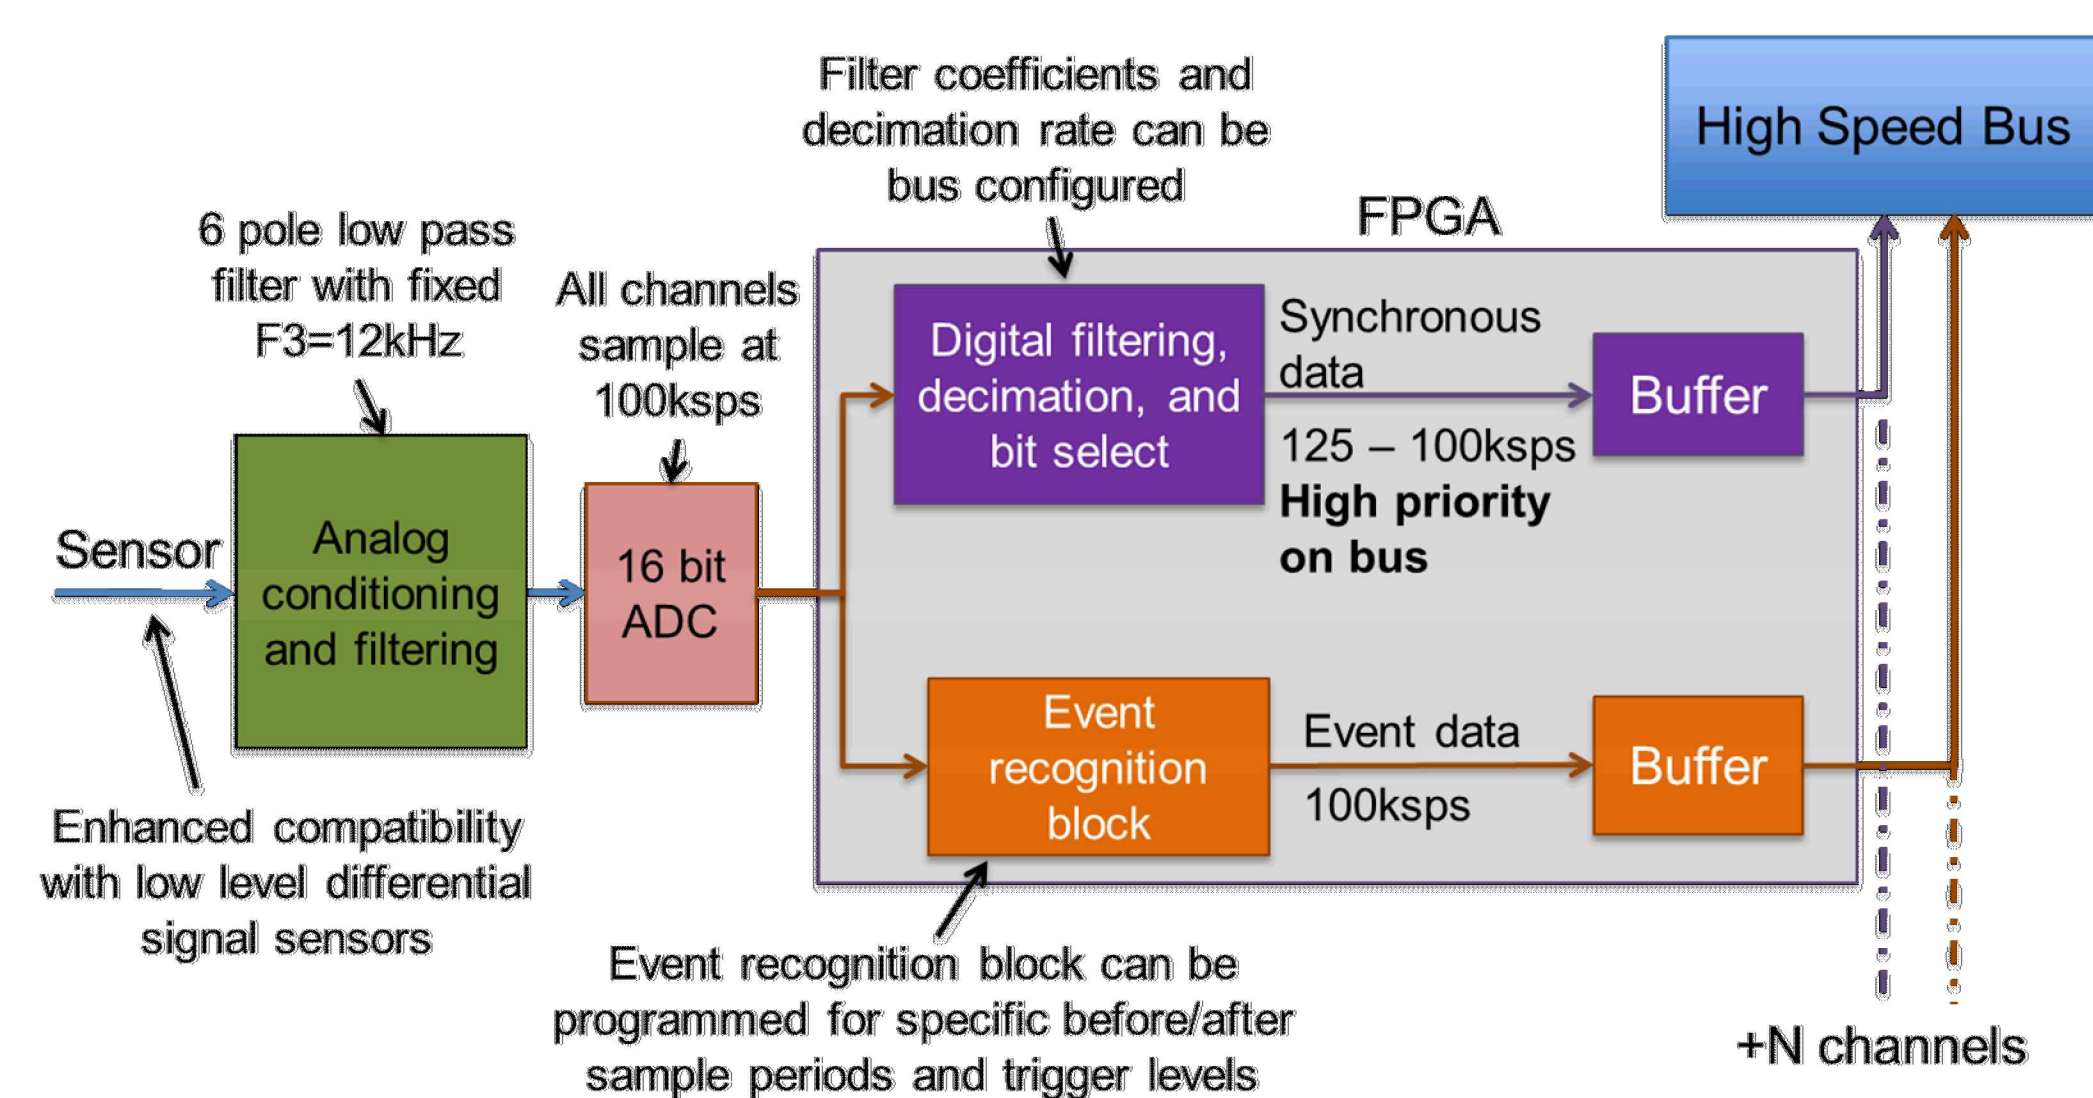 Filter coefficients and
decimation rate can be
bus configured
High Speed Bus
FPGA
6 pole low pass
filter with fixed
F3=12kHz
All channels
sample at
100ksps
Digital filtering,
decimation, and
bit select
Synchronous
data
125 – 100ksps
High priority
on bus
Buffer
Sensor
Analog
conditioning
and filtering
16 bit
ADC
Event
recognition
block
Event data
100ksps
Buffer
Enhanced compatibility
with low level differential
signal sensors
Event recognition block can be
programmed for specific before/after
sample periods and trigger levels
+N channels